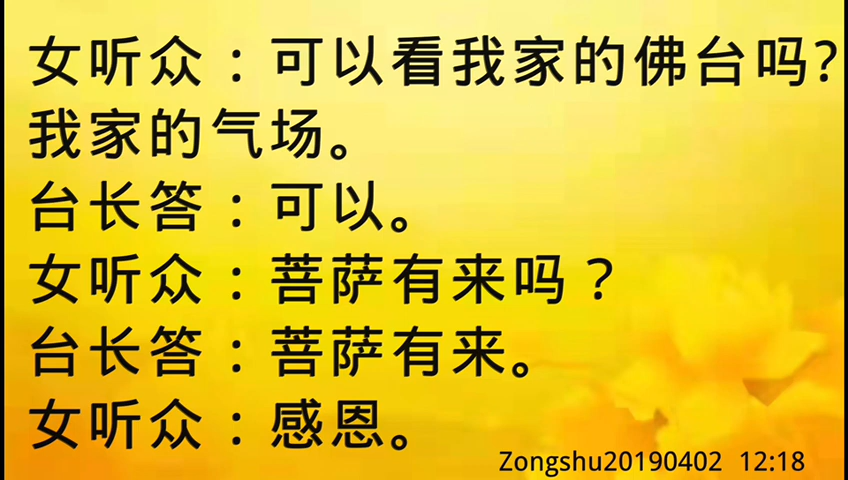 女听众：可以看我家的佛台吗?
我家的气场。
台长答：可以。
女听众：菩萨有来吗？
台长答：菩萨有来。
女听众：感恩。
Zongshu20190402 12:18